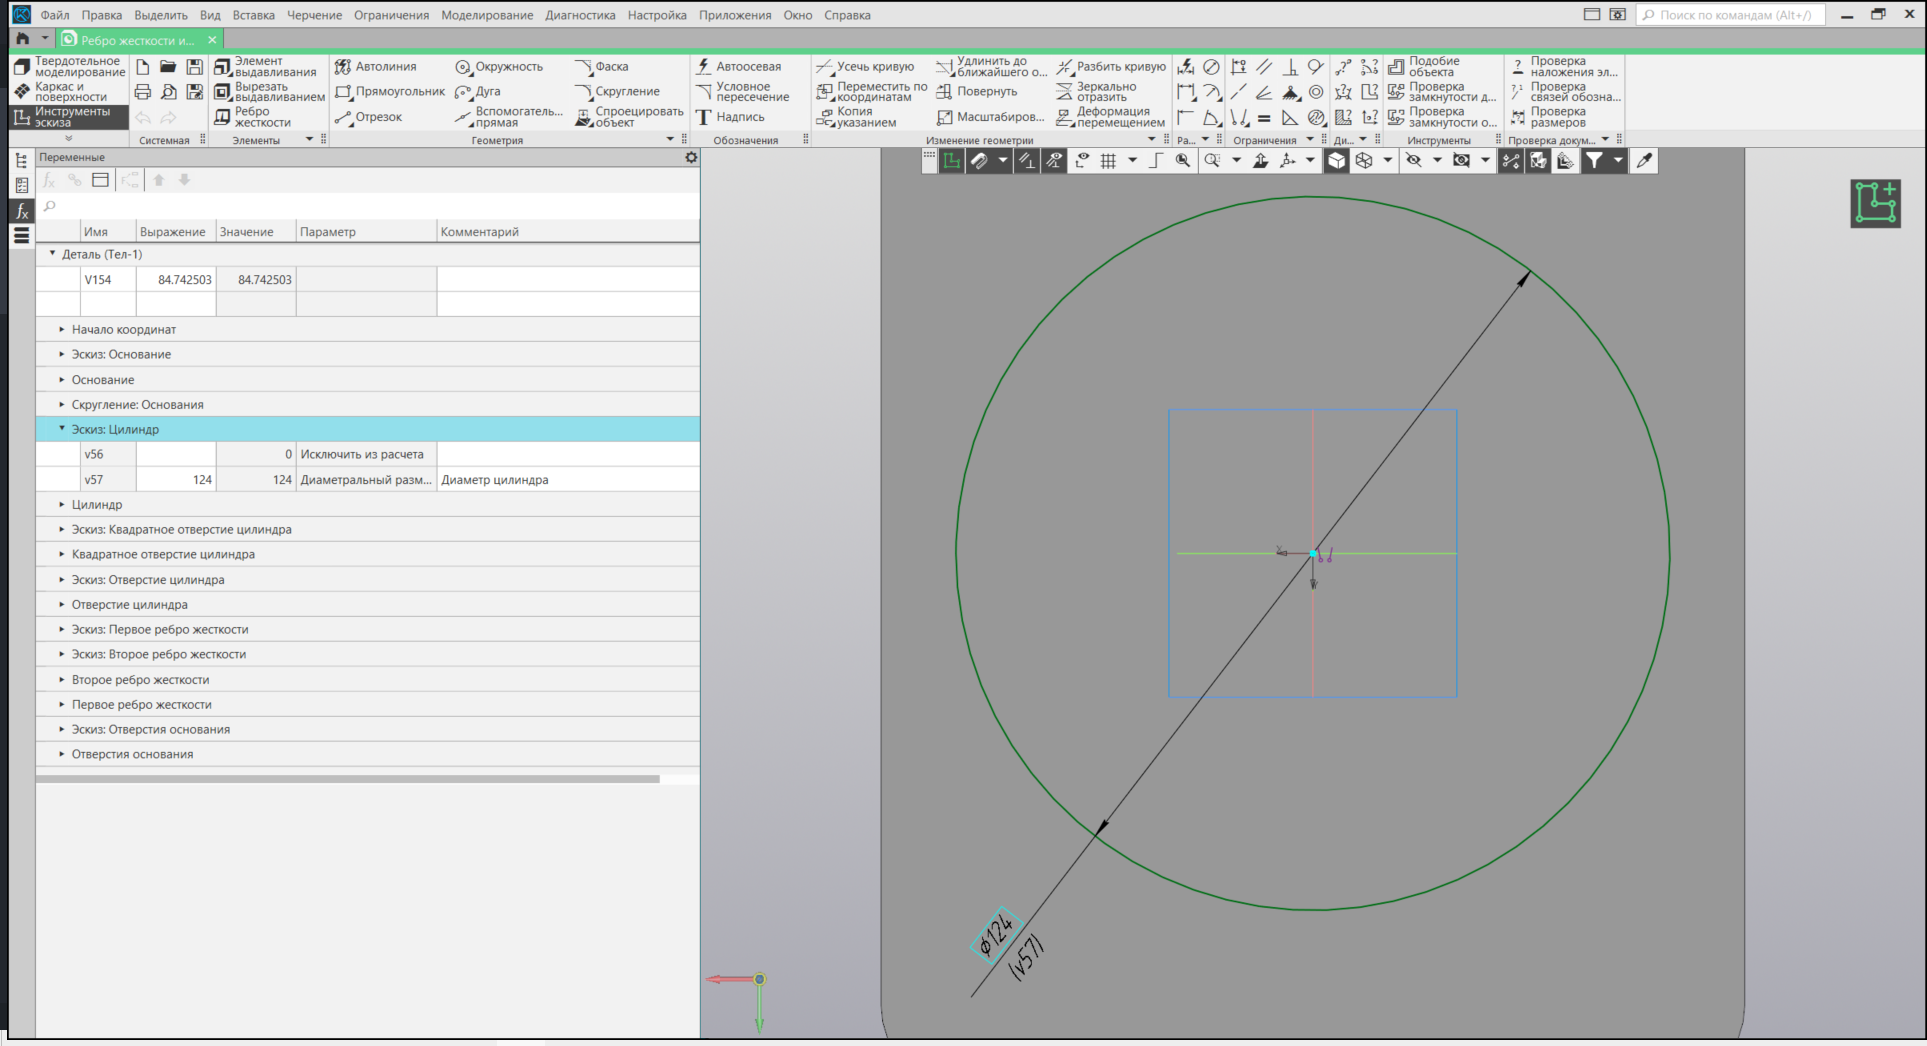 Файл Правка Выделить Вид Вставка Черчение Ограничения Моделирование Диагностика Настройка Приложения Окно Справка
Поиск по командам (Alt+/)
Ребро жесткости и...
Твердотельное
моделирование
Каркас и
поверхности
Инструменты
эскиза
Системная
Элемент
выдавливания
Вырезать
выдавливанием
Ребро
жесткости
Элементы
Автолиния
Прямоугольник
Отрезок
Окружность
Дуга
Вспомогатель...
прямая
Фаска
Скругление
Спроецировать
объект
Геометрия
Автоосевая
Условное
пересечение
Надпись
Обозначения
Усечь кривую
Переместить по
координатам
Копия
указанием
Удлинить до
ближайшего о...
Повернуть
Масштабиров...
Разбить кривую
Зеркально
отразить
Деформация
перемещением
Изменение геометрии
Ра...
Ограничения
Ди...
Подобие
объекта
Проверка
замкнутости д...
Проверка
замкнутости о...
Инструменты
Проверка
наложения эл...
Проверка
связей обозна...
Проверка
размеров
Проверка докум...
Переменные
Имя Выражение Значение Параметр Комментарий
Деталь (Тел-1)
V154 84.742503 84.742503
Начало координат
Эскиз: Основание
Основание
Скругление: Основания
Эскиз: Цилиндр
v56 0 Исключить из расчета
v57 124 124 Диаметральный разм... Диаметр цилиндра
Цилиндр
Эскиз: Квадратное отверстие цилиндра
Квадратное отверстие цилиндра
Эскиз: Отверстие цилиндра
Отверстие цилиндра
Эскиз: Первое ребро жесткости
Эскиз: Второе ребро жесткости
Второе ребро жесткости
Первое ребро жесткости
Эскиз: Отверстия основания
Отверстия основания
X
ϕ124
(v57)